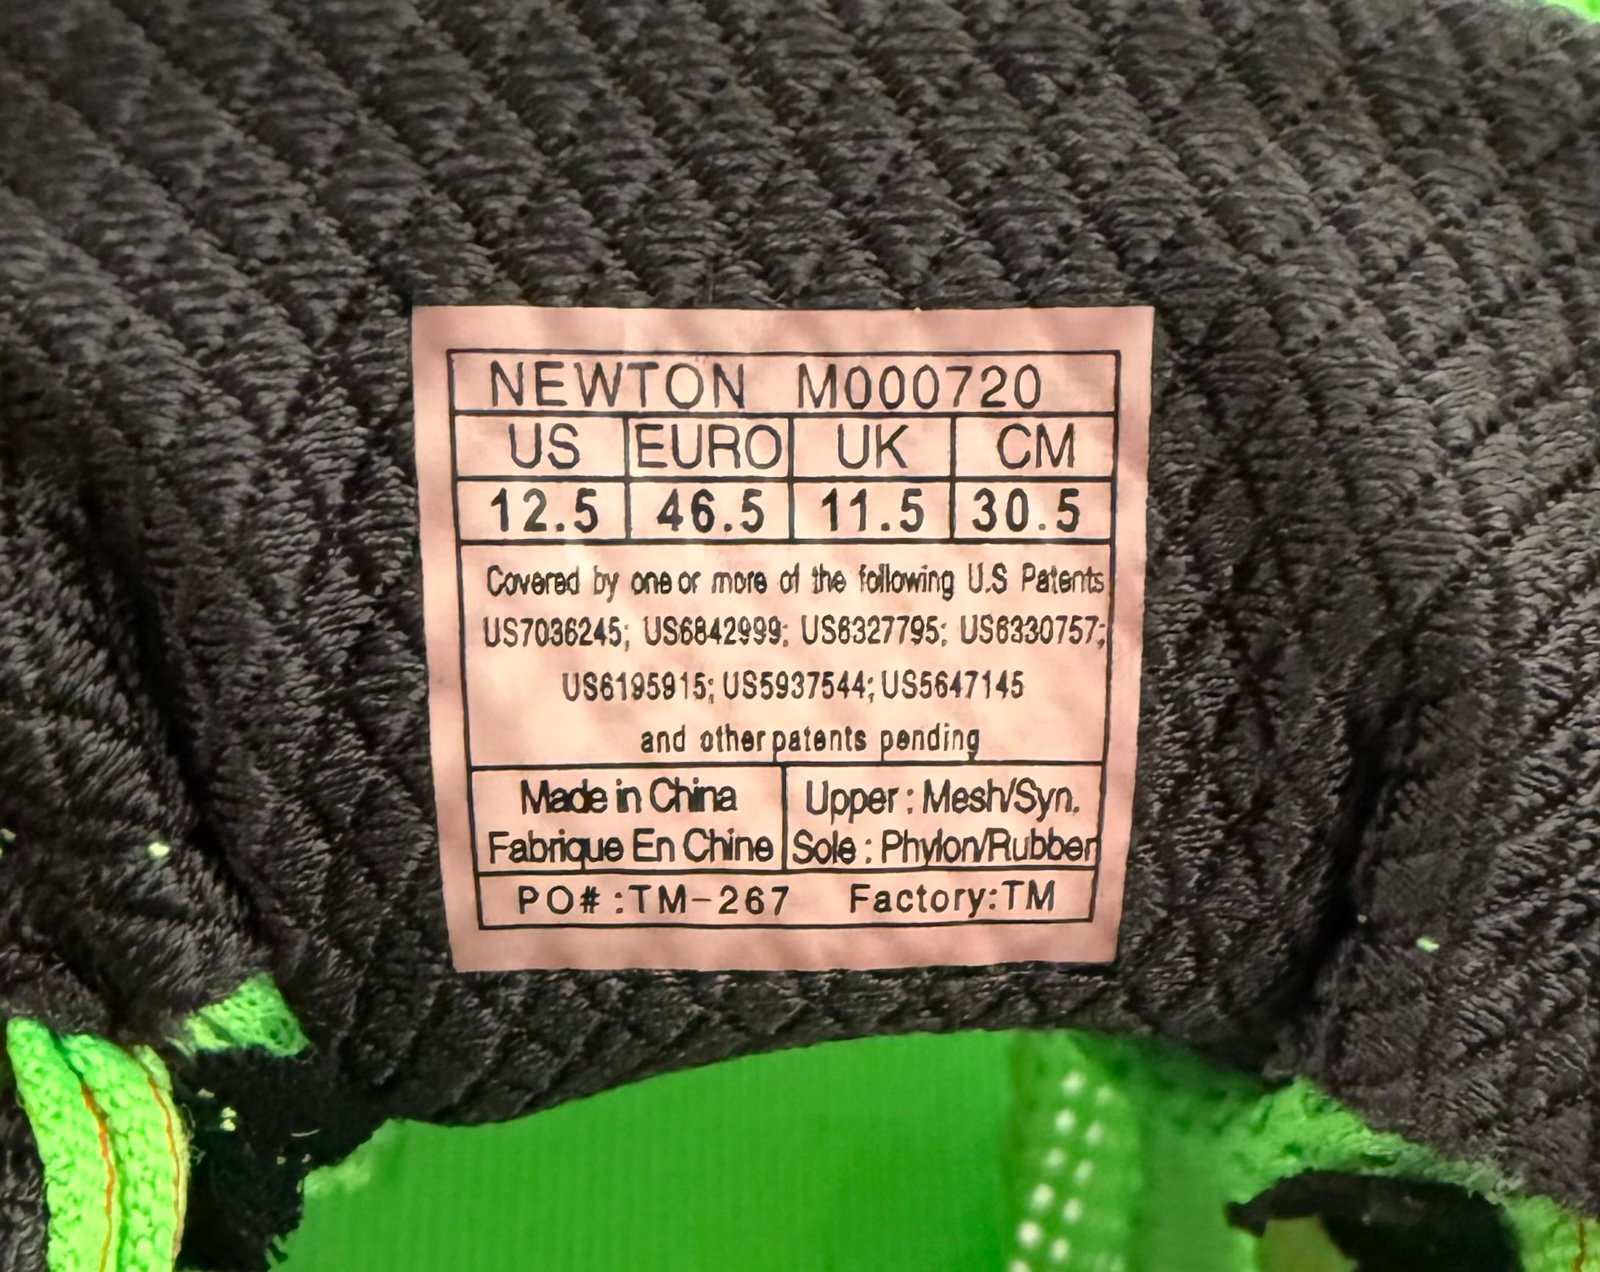 NEWTON M000720
US EURO UK CM
12.5 46.5 11.5 30.5
Covered by one or more of the following U.S Patents
US7036245; US6842999; US6327795; US6330757;
US6195915; US5937544; US5647145
and other patents pending
Made in China
Fabrique En Chine
Upper : Mesh/Syn.
Sole : Phylon/Rubber
PO# :TM-267 Factory:TM